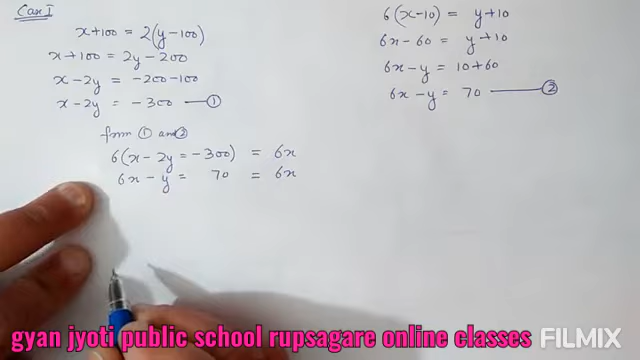 Case I
x+100 = 2(y-100)
x+100 = 2y-200
x-2y = -200-100
x-2y = -300 ①
6(x-10) = y+10
6x-60 = y+10
6x-y = 10+60
6x-y = 70 ②
from ① and ②
6(x-2y = -300) = 6x
6x-y = 70 = 6x
gyan jyoti public school rupsagare online classes
FILMIX